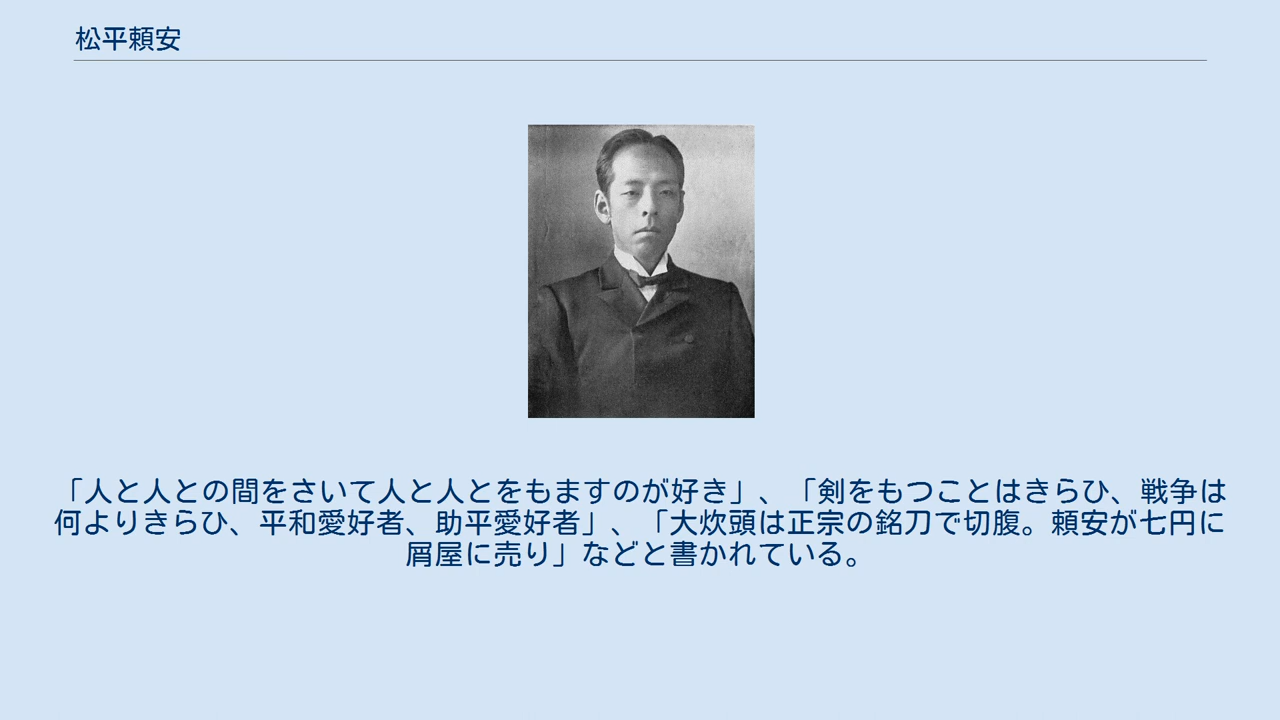 松平頼安
「人と人との間をさいて人と人とをもますのが好き」、「剣をもつことはきらひ、戦争は
何よりきらひ、平和愛好者、助平愛好者」、「大炊頭は正宗の銘刀で切腹。頼安が七円に
屑屋に売り」などと書かれている。